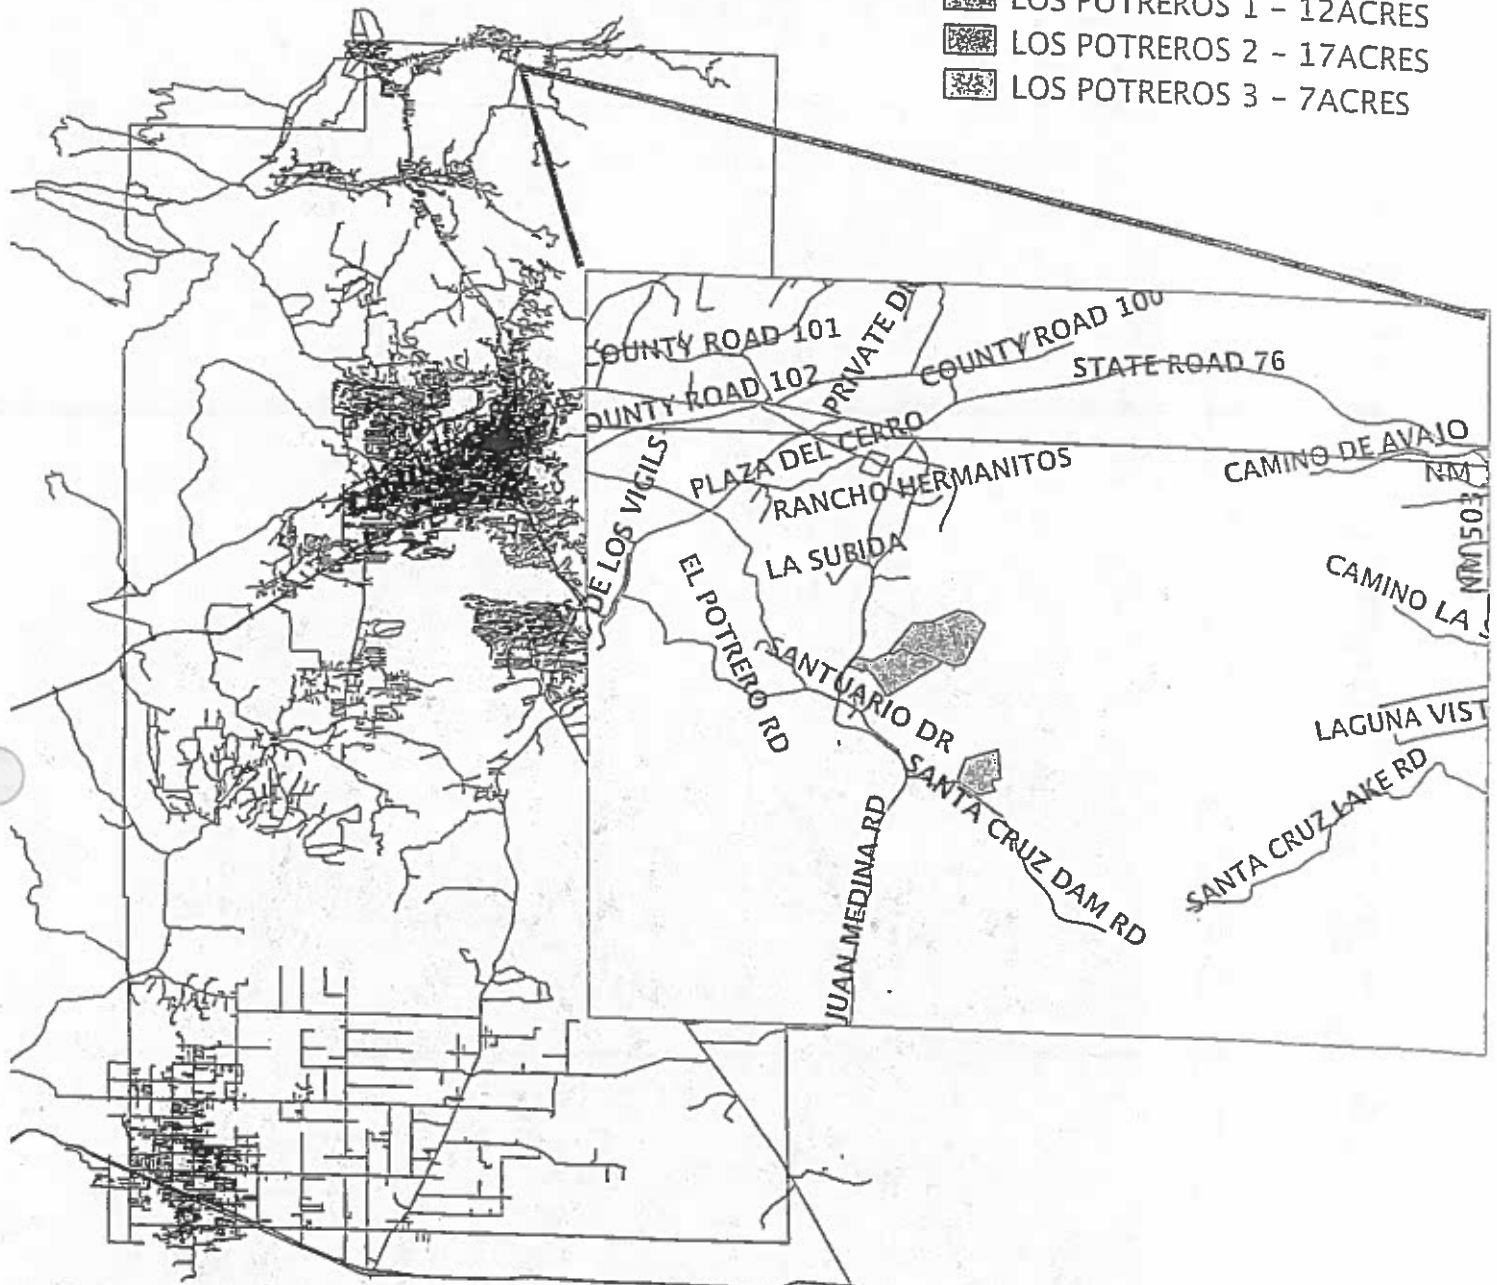 LOS POTREROS 1 – 12ACRES
LOS POTREROS 2 – 17ACRES
LOS POTREROS 3 – 7ACRES
COUNTY ROAD 101
PRIVATE
COUNTY ROAD 100
STATE ROAD 76
OUNTY ROAD 102
PLAZA DEL CERRO
CAMINO DE AVAJO
NM
RANCHO HERMANITOS
DE LOS VIGILS
NM 503
LA SUBIDA
CAMINO LA
EL POTRERO RD
SANTUARIO DR
LAGUNA VIST
SANTA CRUZ DAM RD
SANTA CRUZ LAKE RD
JUAN MEDINA RD